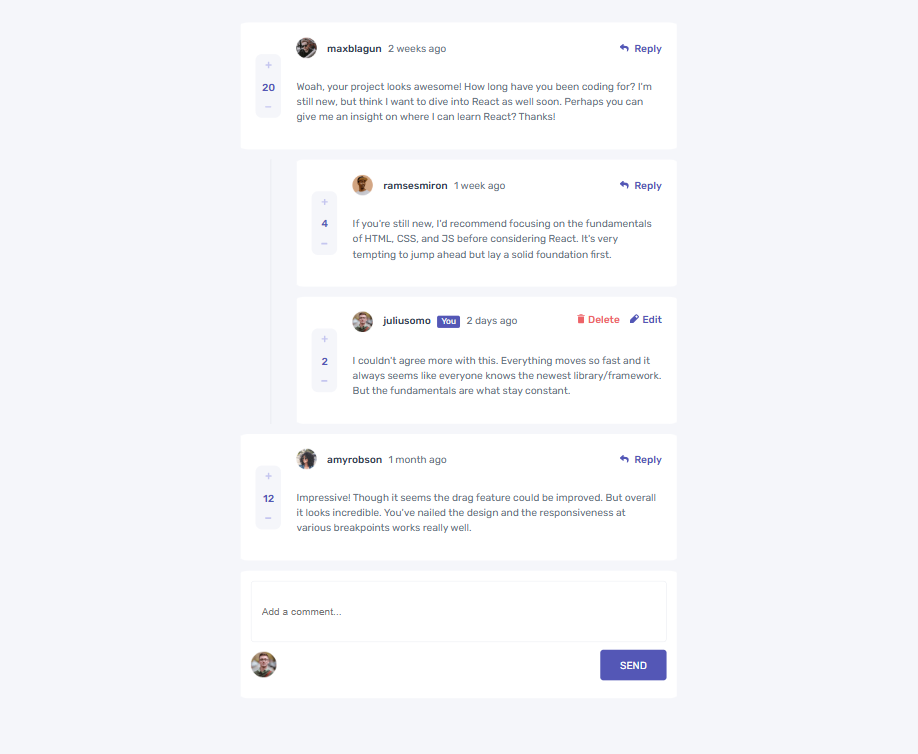 maxblagun 2 weeks ago Reply
+
20
−
Woah, your project looks awesome! How long have you been coding for? I'm
still new, but think I want to dive into React as well soon. Perhaps you can
give me an insight on where I can learn React? Thanks!
ramsesmiron 1 week ago Reply
+
4
−
If you're still new, I'd recommend focusing on the fundamentals
of HTML, CSS, and JS before considering React. It's very
tempting to jump ahead but lay a solid foundation first.
juliusomo You 2 days ago Delete Edit
+
2
−
I couldn't agree more with this. Everything moves so fast and it
always seems like everyone knows the newest library/framework.
But the fundamentals are what stay constant.
amyrobson 1 month ago Reply
+
12
−
Impressive! Though it seems the drag feature could be improved. But overall
it looks incredible. You've nailed the design and the responsiveness at
various breakpoints works really well.
Add a comment...
SEND